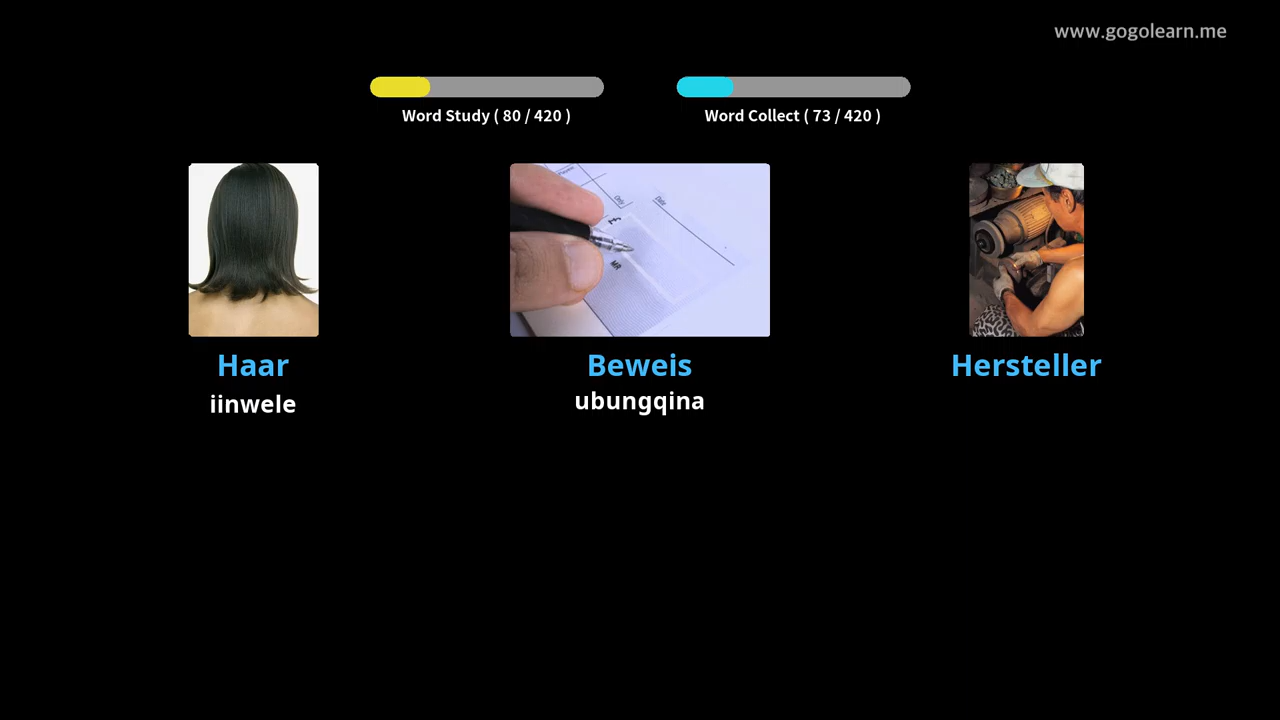 www.gogolearn.me
Word Study ( 80 / 420 )
Word Collect ( 73 / 420 )
Haar
iinwele
Beweis
ubungqina
Hersteller